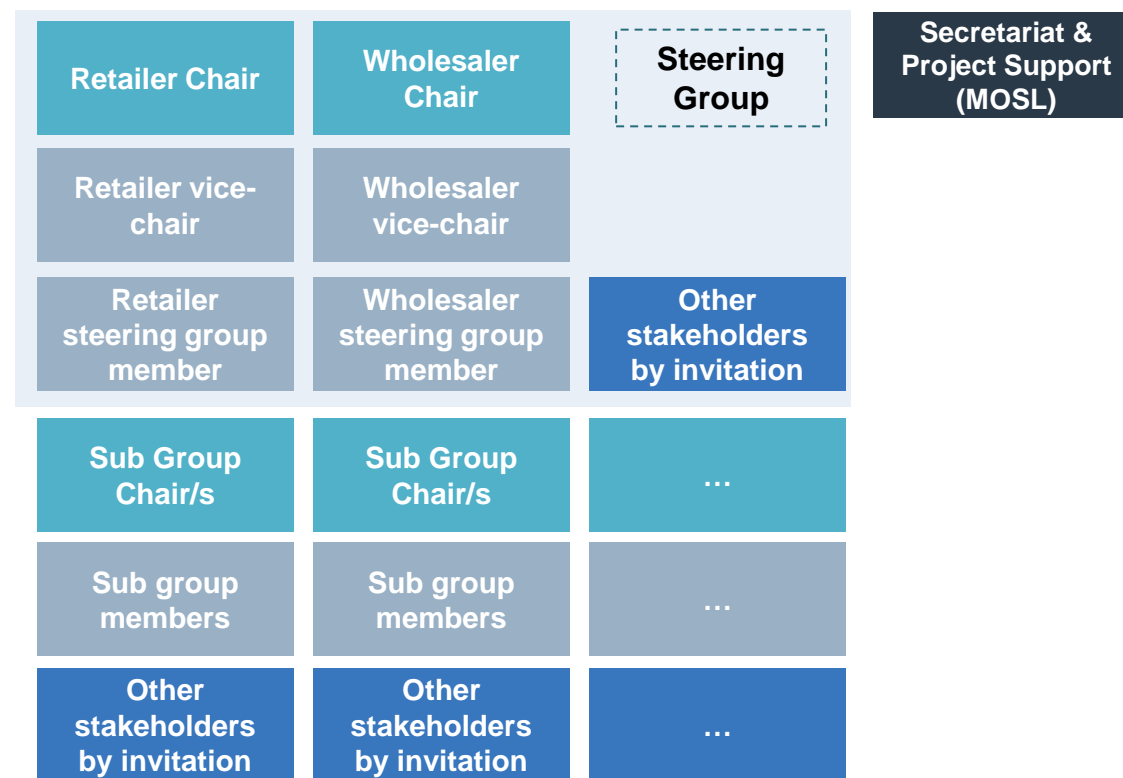 Retailer Chair
Wholesaler
Chair
Steering
Group
Secretariat &
Project Support
(MOSL)
Retailer vice-
chair
Wholesaler
vice-chair
Retailer
steering group
member
Wholesaler
steering group
member
Other
stakeholders
by invitation
Sub Group
Chair/s
Sub Group
Chair/s
…
Sub group
members
Sub group
members
…
Other
stakeholders
by invitation
Other
stakeholders
by invitation
…